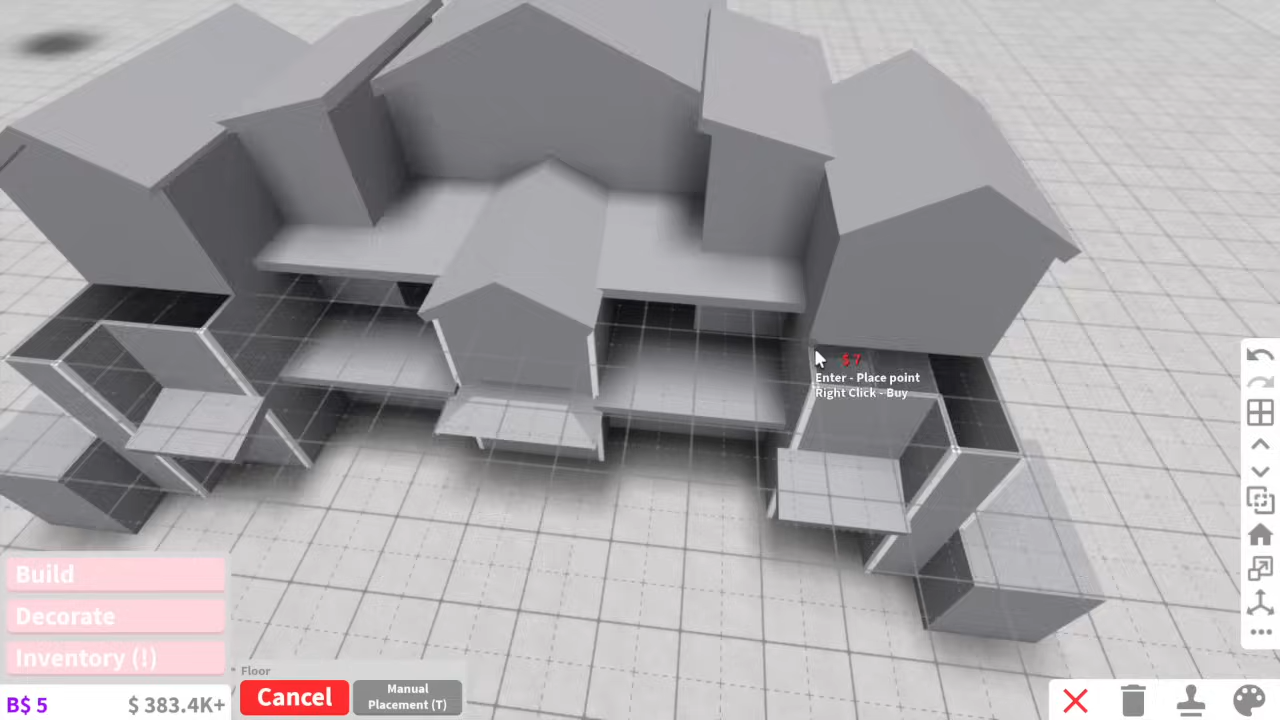 $ 7
Enter - Place point
Right Click - Buy
Build
Decorate
Inventory (!)
B$ 5
$ 383.4K+
Floor
Cancel
Manual
Placement (T)